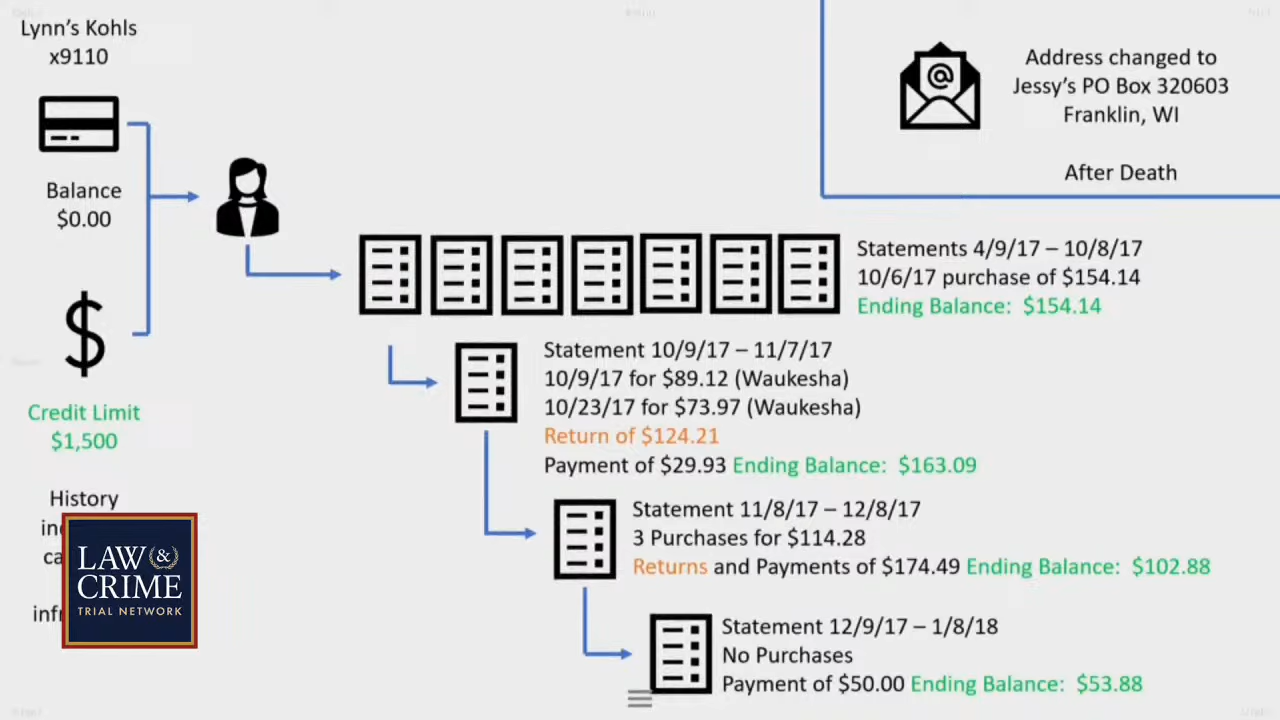 Lynn's Kohls
x9110
Balance
$0.00
Credit Limit
$1,500
History
LAW &
CRIME
TRIAL NETWORK
Address changed to
Jessy's PO Box 320603
Franklin, WI
After Death
Statements 4/9/17 – 10/8/17
10/6/17 purchase of $154.14
Ending Balance: $154.14
Statement 10/9/17 – 11/7/17
10/9/17 for $89.12 (Waukesha)
10/23/17 for $73.97 (Waukesha)
Return of $124.21
Payment of $29.93 Ending Balance: $163.09
Statement 11/8/17 – 12/8/17
3 Purchases for $114.28
Returns and Payments of $174.49 Ending Balance: $102.88
Statement 12/9/17 – 1/8/18
No Purchases
Payment of $50.00 Ending Balance: $53.88